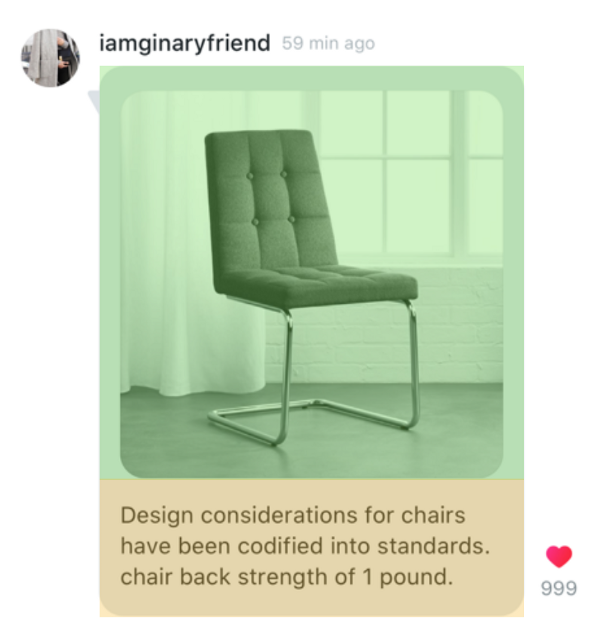 iamginaryfriend 59 min ago
Design considerations for chairs
have been codified into standards.
chair back strength of 1 pound.
999